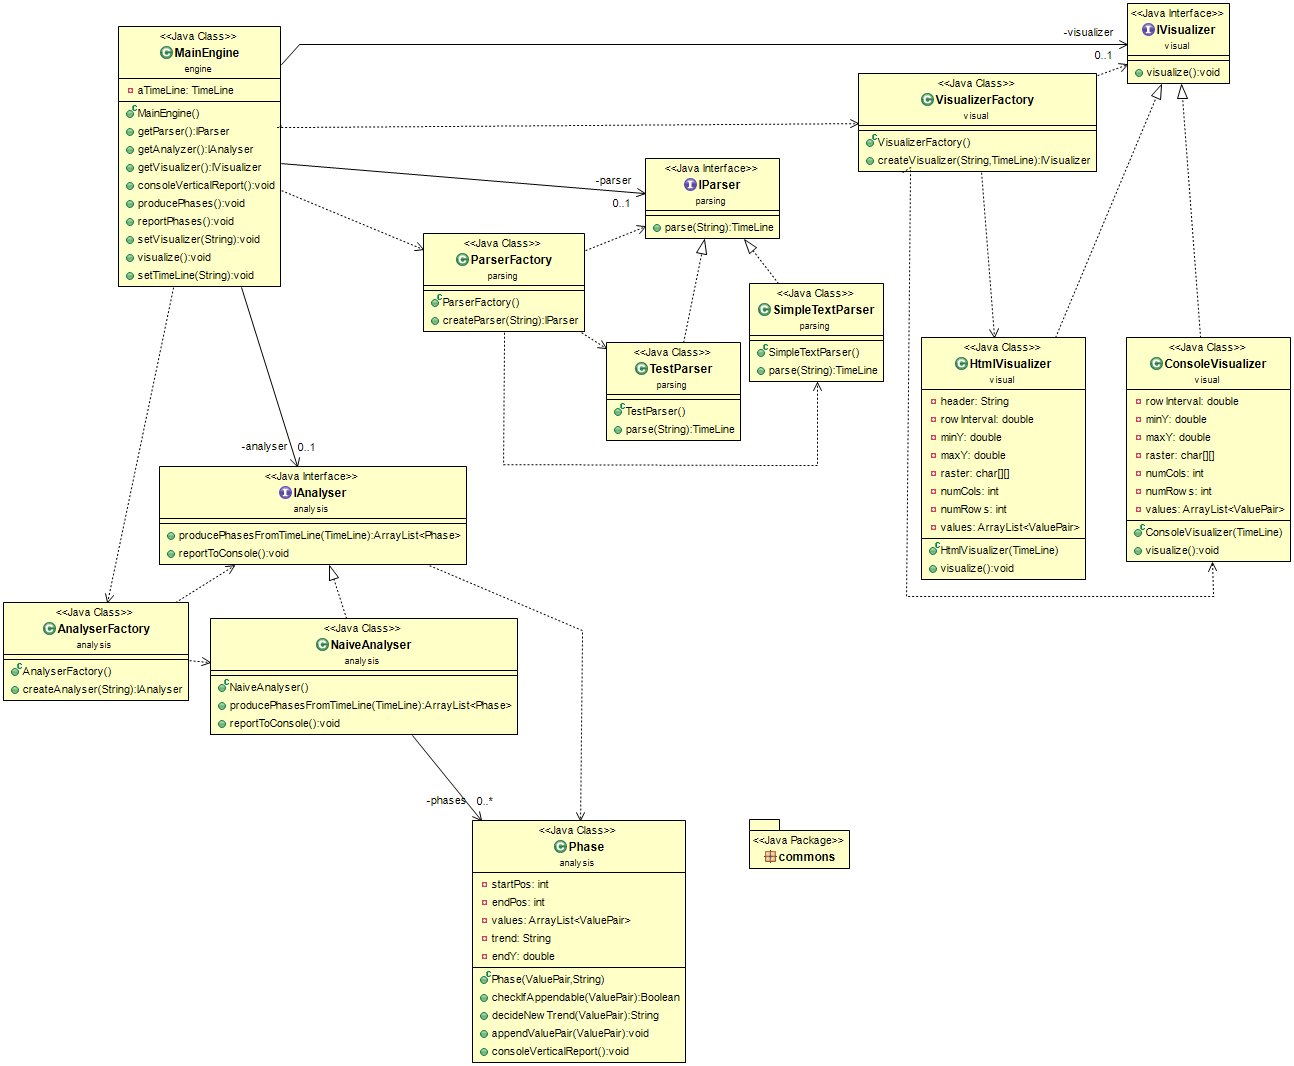 <<Java Class>>
MainEngine
engine
aTimeLine: TimeLine
MainEngine()
getParser():IParser
getAnalyzer():IAnalyser
getVisualizer():IVisualizer
consoleVerticalReport():void
producePhases():void
reportPhases():void
setVisualizer(String):void
visualize():void
setTimeLine(String):void
-visualizer
0..1
<<Java Interface>>
IVisualizer
visual
visualize():void
<<Java Class>>
VisualizerFactory
visual
VisualizerFactory()
createVisualizer(String,TimeLine):IVisualizer
-parser
0..1
<<Java Interface>>
IParser
parsing
parse(String):TimeLine
<<Java Class>>
ParserFactory
parsing
ParserFactory()
createParser(String):IParser
<<Java Class>>
SimpleTextParser
parsing
SimpleTextParser()
parse(String):TimeLine
<<Java Class>>
TestParser
parsing
TestParser()
parse(String):TimeLine
<<Java Class>>
HtmlVisualizer
visual
header: String
rowInterval: double
minY: double
maxY: double
raster: char[][]
numCols: int
numRows: int
values: ArrayList<ValuePair>
HtmlVisualizer(TimeLine)
visualize():void
<<Java Class>>
ConsoleVisualizer
visual
rowInterval: double
minY: double
maxY: double
raster: char[][]
numCols: int
numRows: int
values: ArrayList<ValuePair>
ConsoleVisualizer(TimeLine)
visualize():void
-analyser
0..1
<<Java Interface>>
IAnalyser
analysis
producePhasesFromTimeLine(TimeLine):ArrayList<Phase>
reportToConsole():void
<<Java Class>>
AnalyserFactory
analysis
AnalyserFactory()
createAnalyser(String):IAnalyser
<<Java Class>>
NaiveAnalyser
analysis
NaiveAnalyser()
producePhasesFromTimeLine(TimeLine):ArrayList<Phase>
reportToConsole():void
-phases
0..*
<<Java Class>>
Phase
analysis
startPos: int
endPos: int
values: ArrayList<ValuePair>
trend: String
endY: double
Phase(ValuePair,String)
checkIfAppendable(ValuePair):Boolean
decideNewTrend(ValuePair):String
appendValuePair(ValuePair):void
consoleVerticalReport():void
<<Java Package>>
commons